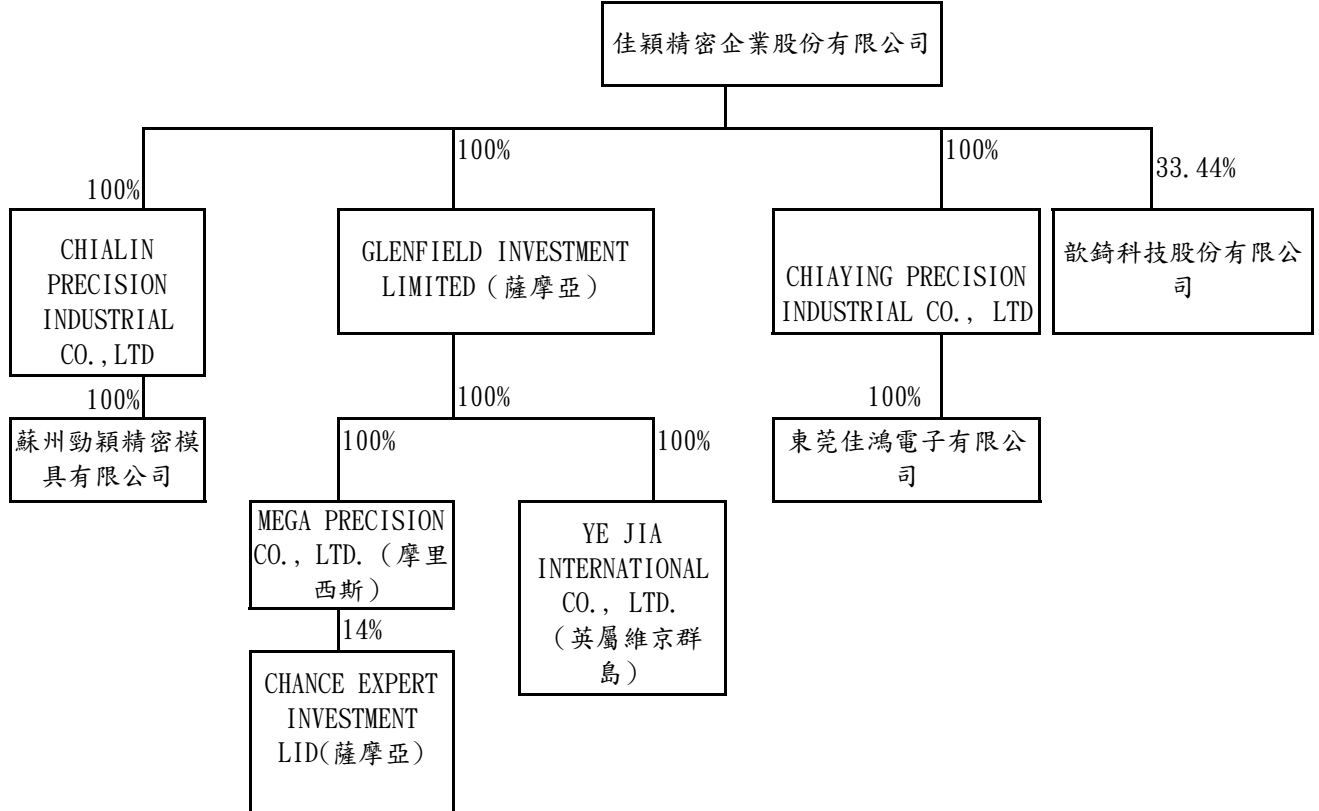 佳穎精密企業股份有限公司
100%
100%
100%
33.44%
CHIALIN
PRECISION
INDUSTRIAL
CO.,LTD
GLENFIELD INVESTMENT
LIMITED（薩摩亞）
CHIAYING PRECISION
INDUSTRIAL CO., LTD
歆錡科技股份有限公
司
100%
100%
100%
蘇州勁穎精密模
具有限公司
100%
100%
東莞佳鴻電子有限公
司
MEGA PRECISION
CO., LTD.（摩里
西斯）
YE JIA
INTERNATIONAL
CO., LTD.
（英屬維京群
島）
14%
CHANCE EXPERT
INVESTMENT
LID(薩摩亞)